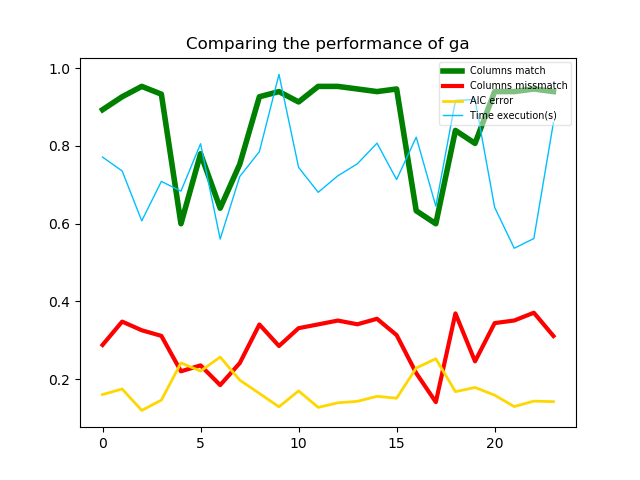 Comparing the performance of ga
Columns match
Columns missmatch
AIC error
Time execution(s)
1.0
0.8
0.6
0.4
0.2
0 5 10 15 20